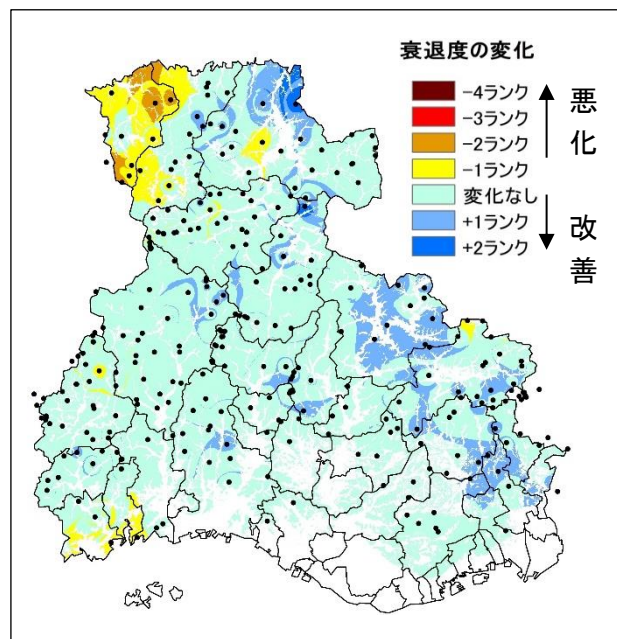 衰退度の変化
-4ランク
-3ランク
-2ランク
-1ランク
変化なし
+1ランク
+2ランク
悪化
改善